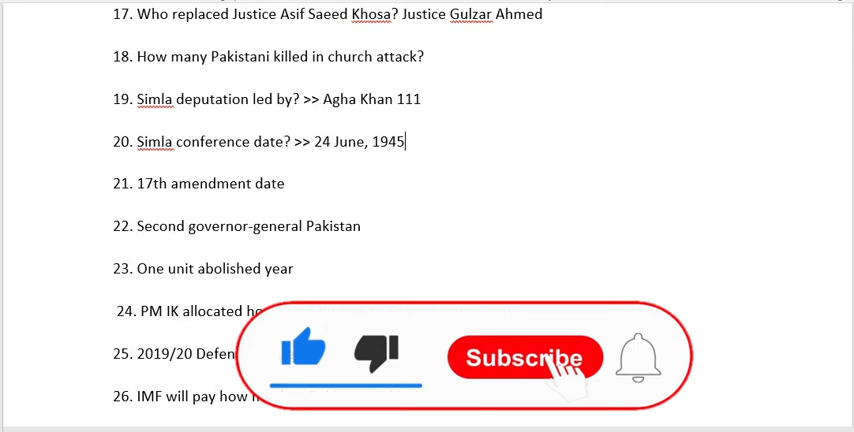 17. Who replaced Justice Asif Saeed Khosa? Justice Gulzar Ahmed
18. How many Pakistani killed in church attack?
19. Simla deputation led by? >> Agha Khan 111
20. Simla conference date? >> 24 June, 1945
21. 17th amendment date
22. Second governor-general Pakistan
23. One unit abolished year
24. PM IK allocated
25. 2019/20
26. IMF will pay how
Subscribe